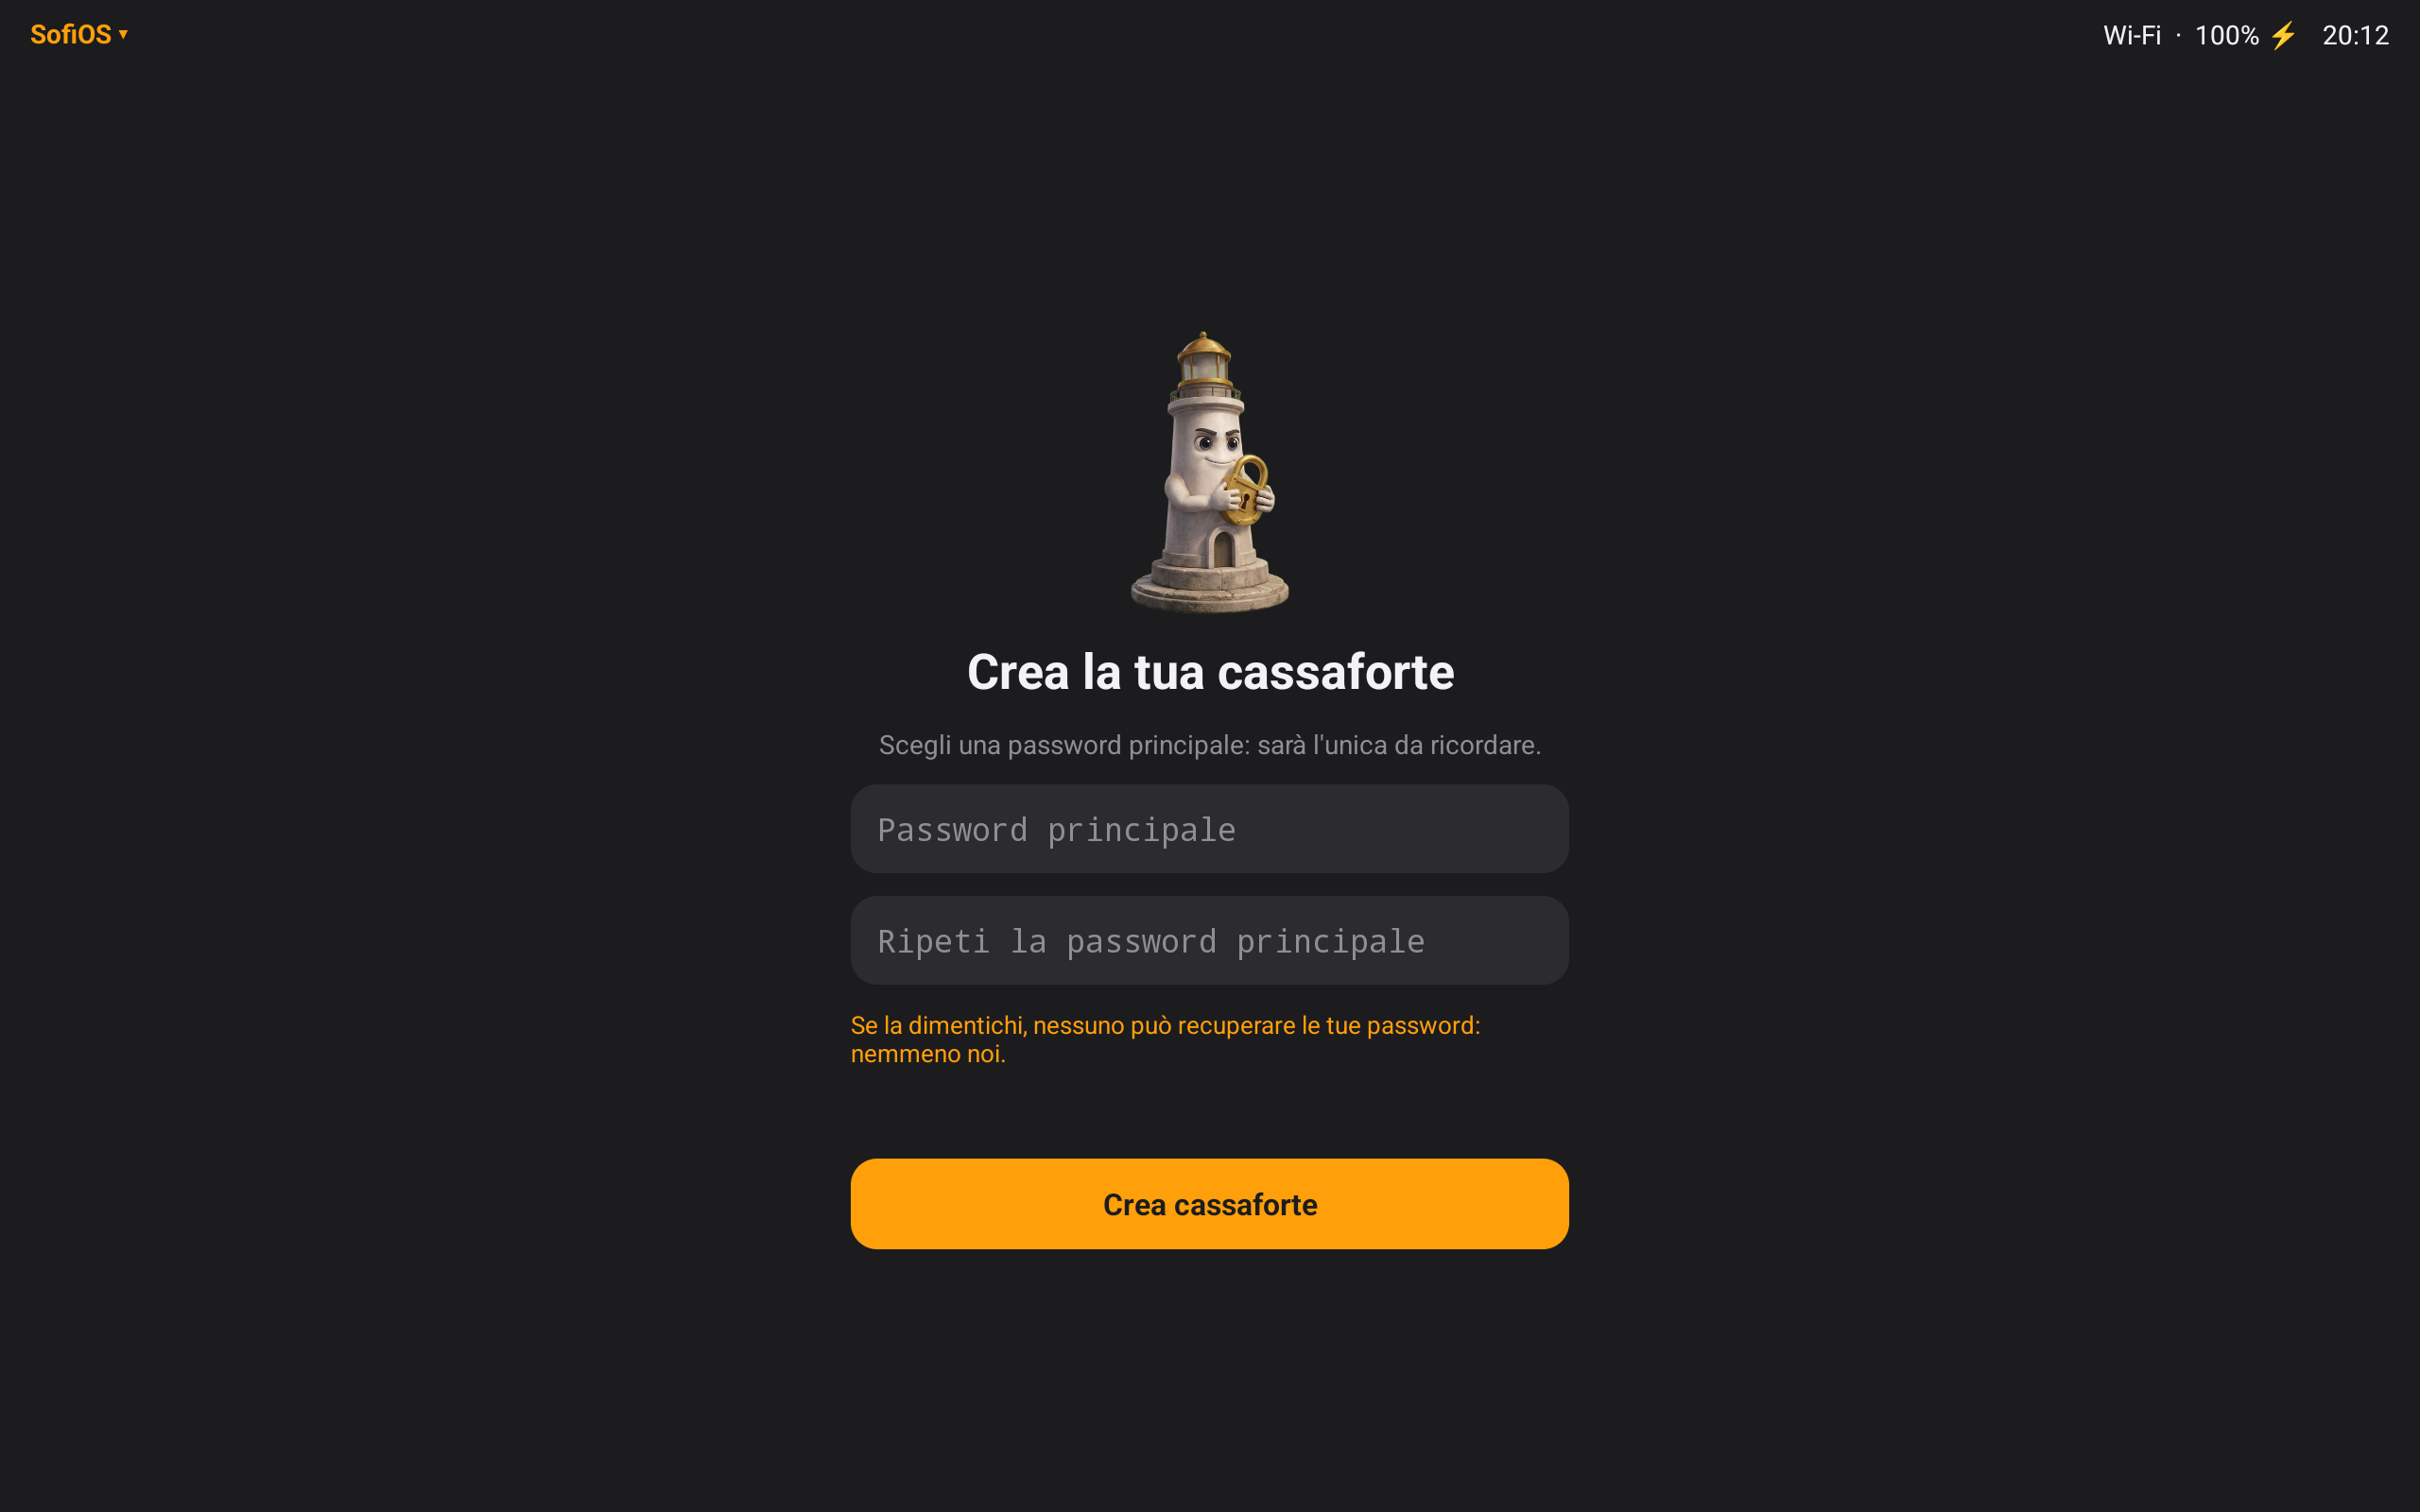 SofiOS ▾
Wi-Fi · 100% ⚡ 20:12
Crea la tua cassaforte
Scegli una password principale: sarà l'unica da ricordare.
Password principale
Ripeti la password principale
Se la dimentichi, nessuno può recuperare le tue password:
nemmeno noi.
Crea cassaforte